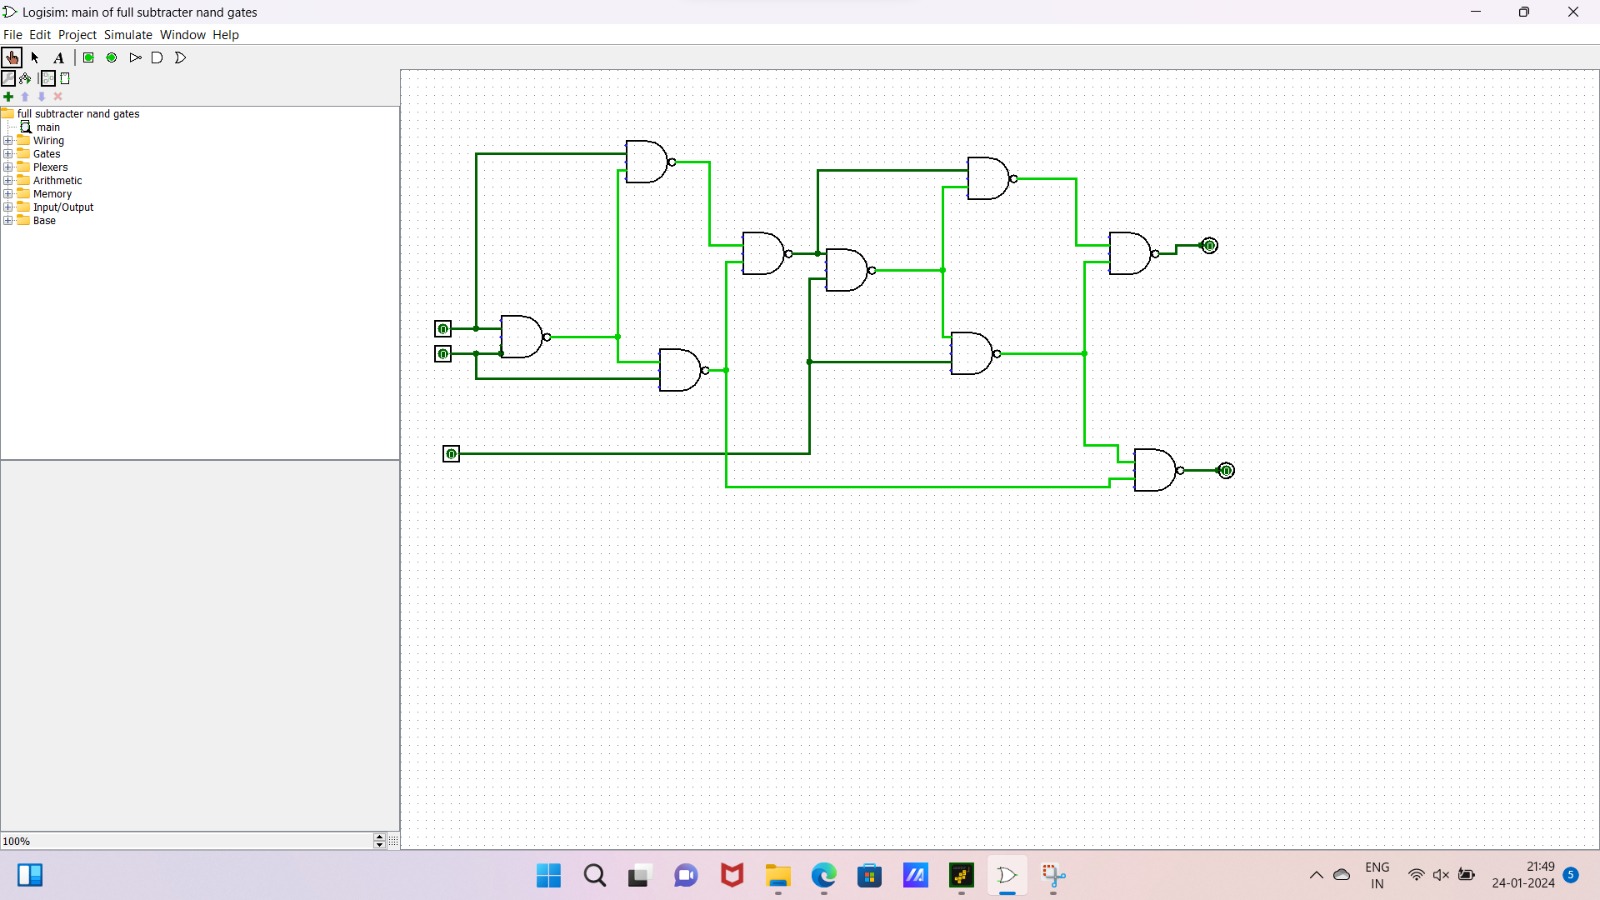 Logisim: main of full subtracter nand gates
File Edit Project Simulate Window Help
A
full subtracter nand gates
main
Wiring
Gates
Plexers
Arithmetic
Memory
Input/Output
Base
0
0
0
0
0
100%
ENG
IN
21:49
24-01-2024
5